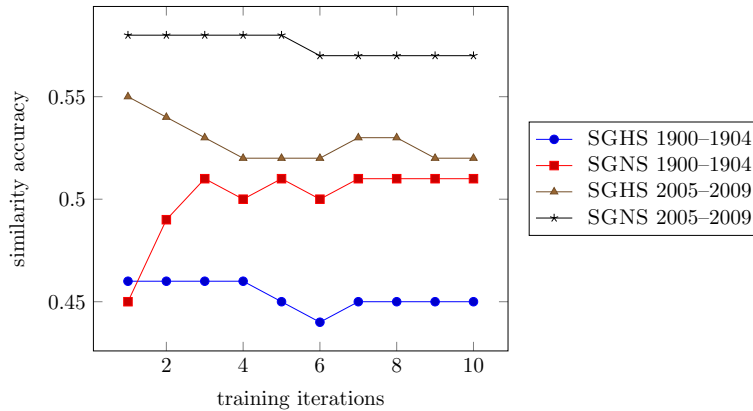 0.55
0.5
0.45
2
4
6
8
10
training iterations
similarity accuracy
SGHS 1900–1904
SGNS 1900–1904
SGHS 2005–2009
SGNS 2005–2009